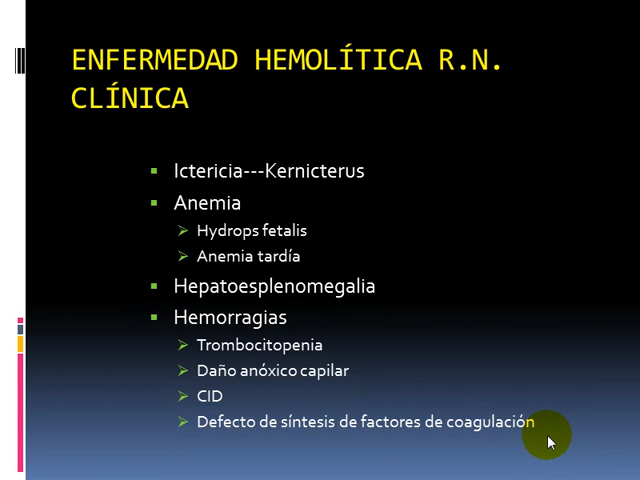 ENFERMEDAD HEMOLÍTICA R.N.
CLÍNICA
Ictericia---Kernicterus
Anemia
Hydrops fetalis
Anemia tardía
Hepatoesplenomegalia
Hemorragias
Trombocitopenia
Daño anóxico capilar
CID
Defecto de síntesis de factores de coagulación